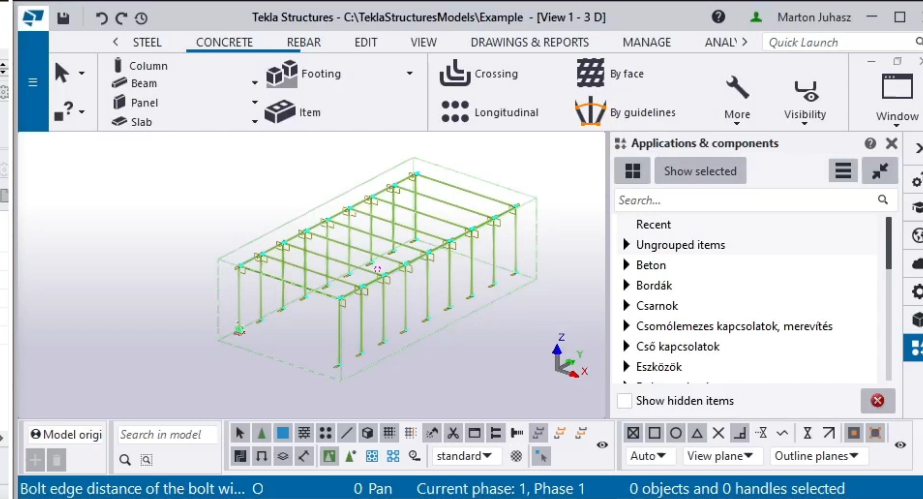 Tekla Structures - C:\TeklaStructuresModels\Example - [View 1 - 3 D]
Marton Juhasz
STEEL CONCRETE REBAR EDIT VIEW DRAWINGS & REPORTS MANAGE
Quick Launch
Column
Beam
Panel
Slab
Footing
Item
Crossing
Longitudinal
By face
By guidelines
More
Visibility
Window
Applications & components
Show selected
Search...
Recent
Ungrouped items
Beton
Bordák
Csarnok
Csomólemezes kapcsolatok, merevítés
Cső kapcsolatok
Eszközök
Show hidden items
Z
Y
X
Model origi
Search in model
standard
Auto
View plane
Outline planes
Bolt edge distance of the bolt wi... O 0 Pan Current phase: 1, Phase 1 0 objects and 0 handles selected